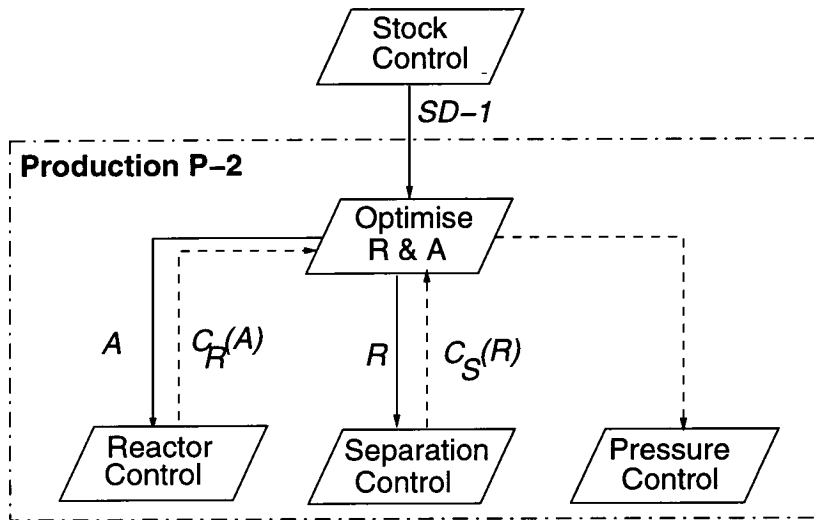 Stock
Control
SD-1
Production P-2
Optimise
R & A
A
C_R(A)
R
C_S(R)
Reactor
Control
Separation
Control
Pressure
Control